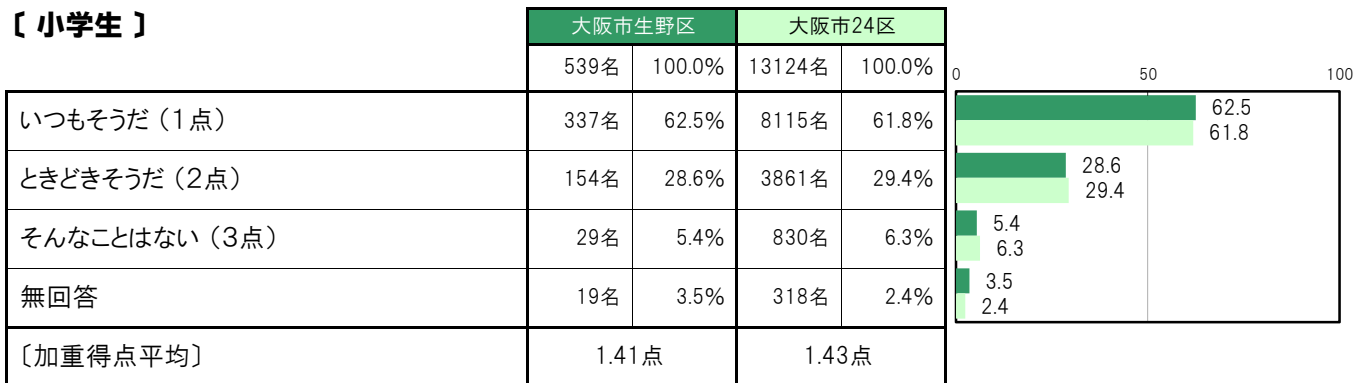 〔 小学生 〕
大阪市生野区 大阪市24区
539名 100.0% 13124名 100.0%
0 50 100
いつもそうだ（１点） 337名 62.5% 8115名 61.8%
62.5
61.8
ときどきそうだ（２点） 154名 28.6% 3861名 29.4%
28.6
29.4
そんなことはない（３点） 29名 5.4% 830名 6.3%
5.4
6.3
無回答 19名 3.5% 318名 2.4%
3.5
2.4
〔加重得点平均〕 1.41点 1.43点